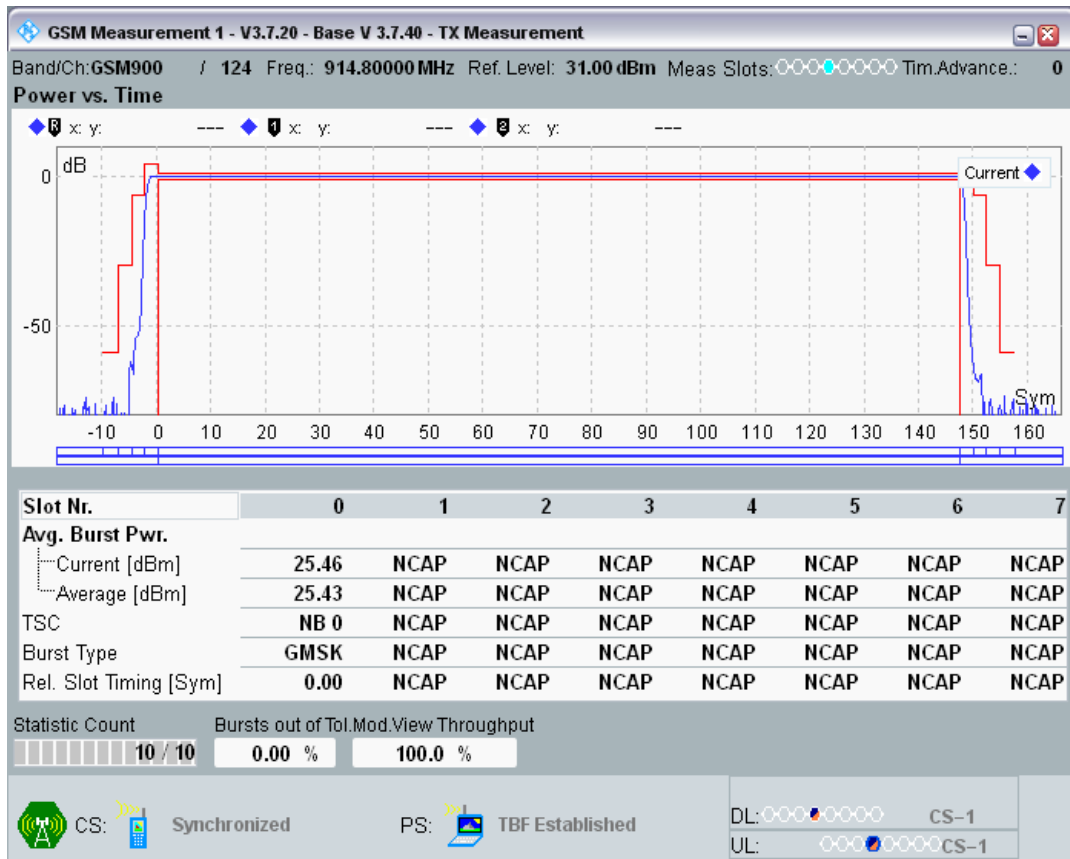 GSM Measurement 1 - V3.7.20 - Base V 3.7.40 - TX Measurement
Band/Ch:GSM900 / 124 Freq.: 914.80000 MHz Ref. Level: 31.00 dBm Meas Slots: Tim.Advance.: 0
Power vs. Time
R x: y: --- 1 x: y: --- 2 x: y: ---
dB
Current
0
-50
Sym
-10 0 10 20 30 40 50 60 70 80 90 100 110 120 130 140 150 160
Slot Nr. 0 1 2 3 4 5 6 7
Avg. Burst Pwr.
Current [dBm] 25.46 NCAP NCAP NCAP NCAP NCAP NCAP NCAP
Average [dBm] 25.43 NCAP NCAP NCAP NCAP NCAP NCAP NCAP
TSC NB 0 NCAP NCAP NCAP NCAP NCAP NCAP NCAP
Burst Type GMSK NCAP NCAP NCAP NCAP NCAP NCAP NCAP
Rel. Slot Timing [Sym] 0.00 NCAP NCAP NCAP NCAP NCAP NCAP NCAP
Statistic Count Bursts out of Tol. Mod.View Throughput
10 / 10 0.00 % 100.0 %
CS: Synchronized PS: TBF Established DL: CS-1
UL: CS-1